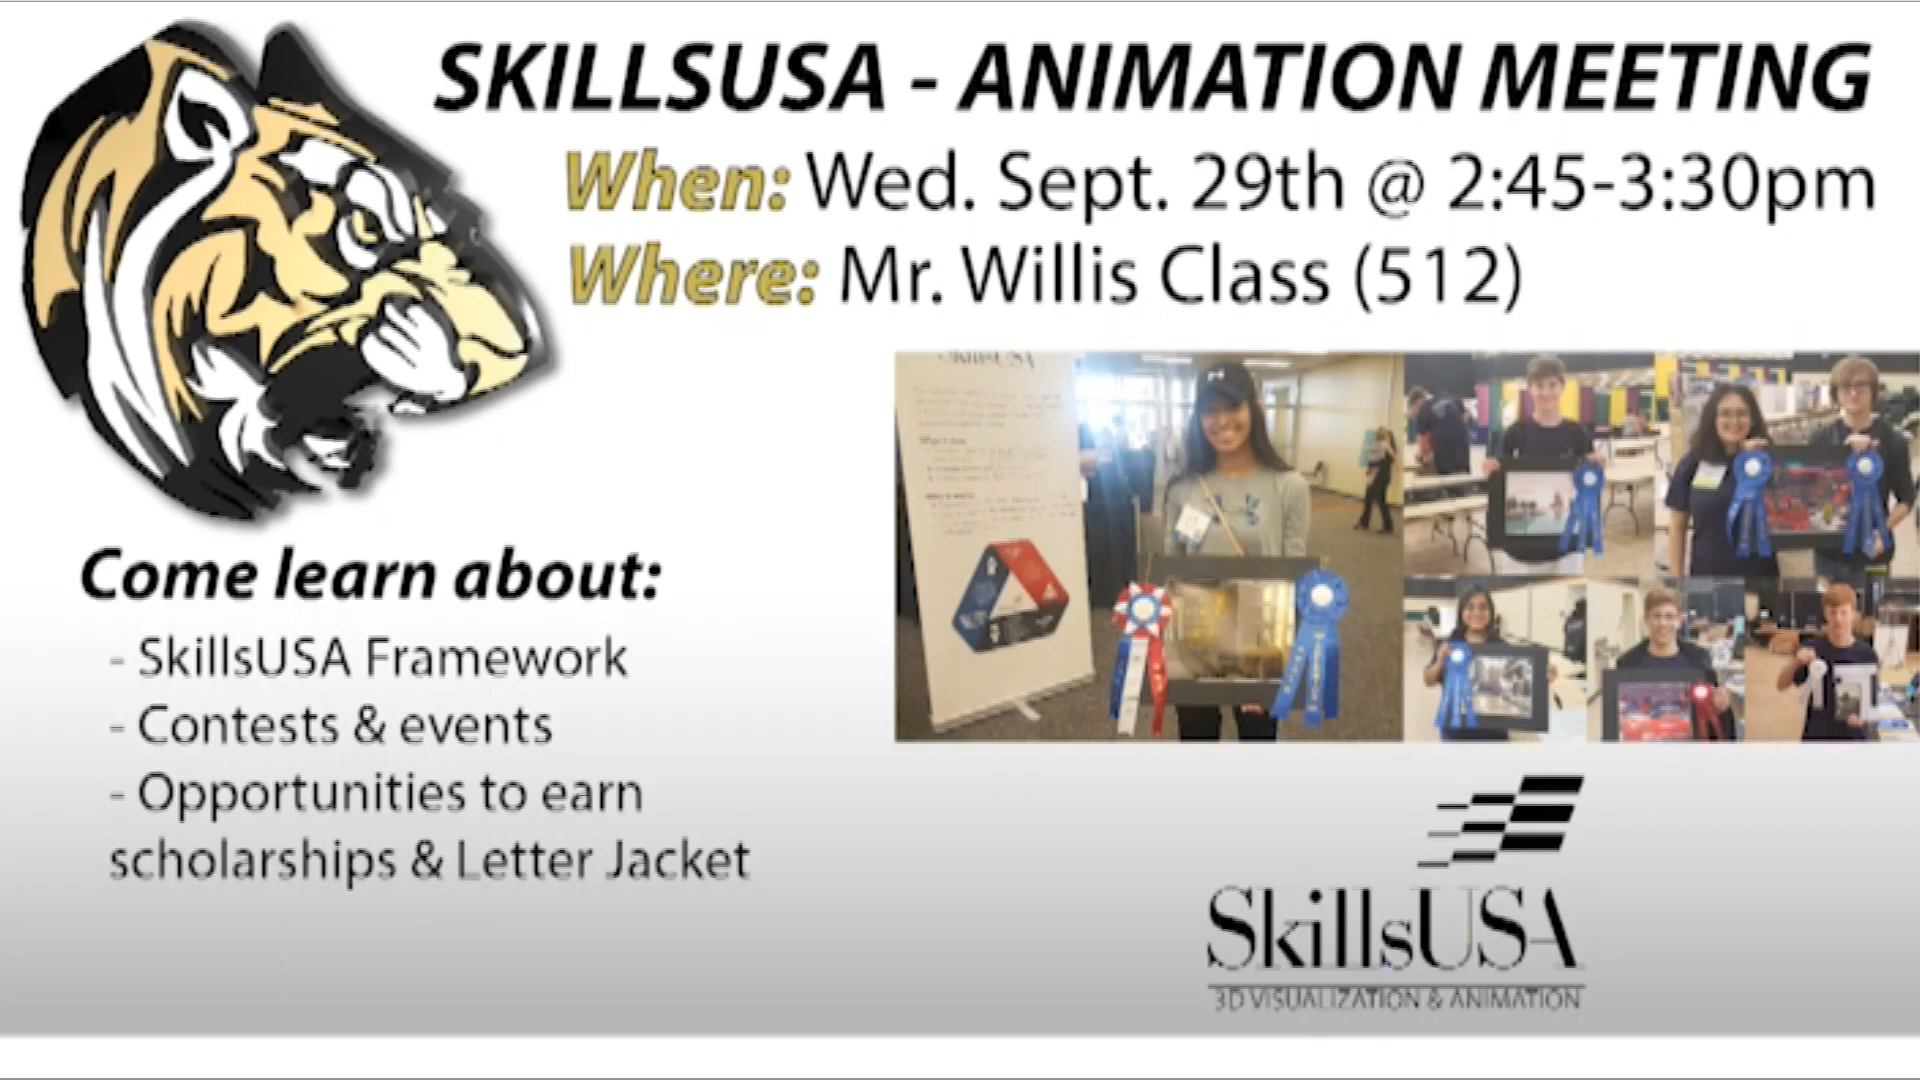 SKILLSUSA - ANIMATION MEETING
When: Wed. Sept. 29th @ 2:45-3:30pm
Where: Mr. Willis Class (512)
SkillsUSA
Come learn about:
- SkillsUSA Framework
- Contests & events
- Opportunities to earn
scholarships & Letter Jacket
SkillsUSA
3D VISUALIZATION & ANIMATION